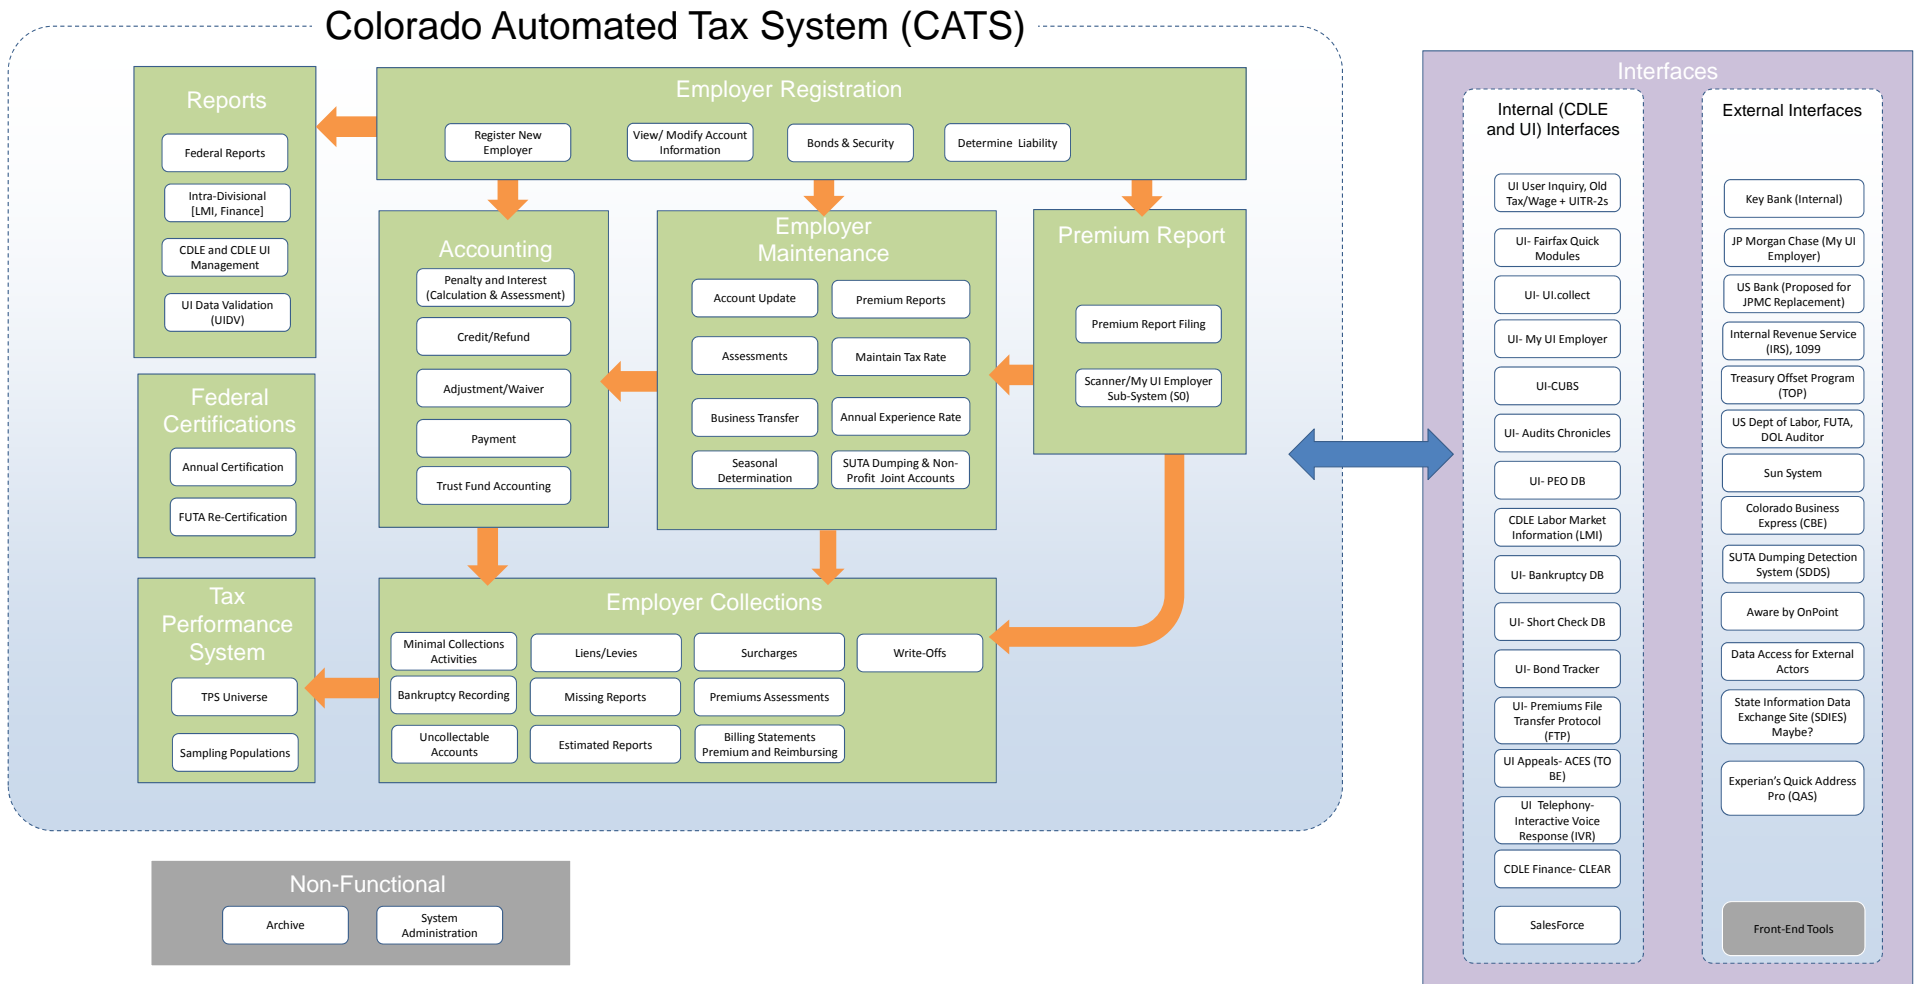 Colorado Automated Tax System (CATS)
Reports
Federal Reports
Intra-Divisional
[LMI, Finance]
CDLE and CDLE UI
Management
UI Data Validation
(UIDV)
Employer Registration
Register New
Employer
View/ Modify Account
Information
Bonds & Security
Determine Liability
Accounting
Penalty and Interest
(Calculation & Assessment)
Credit/Refund
Adjustment/Waiver
Payment
Trust Fund Accounting
Employer
Maintenance
Account Update
Premium Reports
Assessments
Maintain Tax Rate
Business Transfer
Annual Experience Rate
Seasonal
Determination
SUTA Dumping & Non-
Profit Joint Accounts
Premium Report
Premium Report Filing
Scanner/My UI Employer
Sub-System (S0)
Federal
Certifications
Annual Certification
FUTA Re-Certification
Tax
Performance
System
TPS Universe
Sampling Populations
Employer Collections
Minimal Collections
Activities
Liens/Levies
Surcharges
Write-Offs
Bankruptcy Recording
Missing Reports
Premiums Assessments
Uncollectable
Accounts
Estimated Reports
Billing Statements
Premium and Reimbursing
Non-Functional
Archive
System
Administration
Interfaces
Internal (CDLE
and UI) Interfaces
UI User Inquiry, Old
Tax/Wage + UITR-2s
UI- Fairfax Quick
Modules
UI- UI.collect
UI- My UI Employer
UI-CUBS
UI- Audits Chronicles
UI- PEO DB
CDLE Labor Market
Information (LMI)
UI- Bankruptcy DB
UI- Short Check DB
UI- Bond Tracker
UI- Premiums File
Transfer Protocol
(FTP)
UI Appeals- ACES (TO
BE)
UI Telephony-
Interactive Voice
Response (IVR)
CDLE Finance- CLEAR
SalesForce
External Interfaces
Key Bank (Internal)
JP Morgan Chase (My UI
Employer)
US Bank (Proposed for
JPMC Replacement)
Internal Revenue Service
(IRS), 1099
Treasury Offset Program
(TOP)
US Dept of Labor, FUTA,
DOL Auditor
Sun System
Colorado Business
Express (CBE)
SUTA Dumping Detection
System (SDDS)
Aware by OnPoint
Data Access for External
Actors
State Information Data
Exchange Site (SDIES)
Maybe?
Experian's Quick Address
Pro (QAS)
Front-End Tools